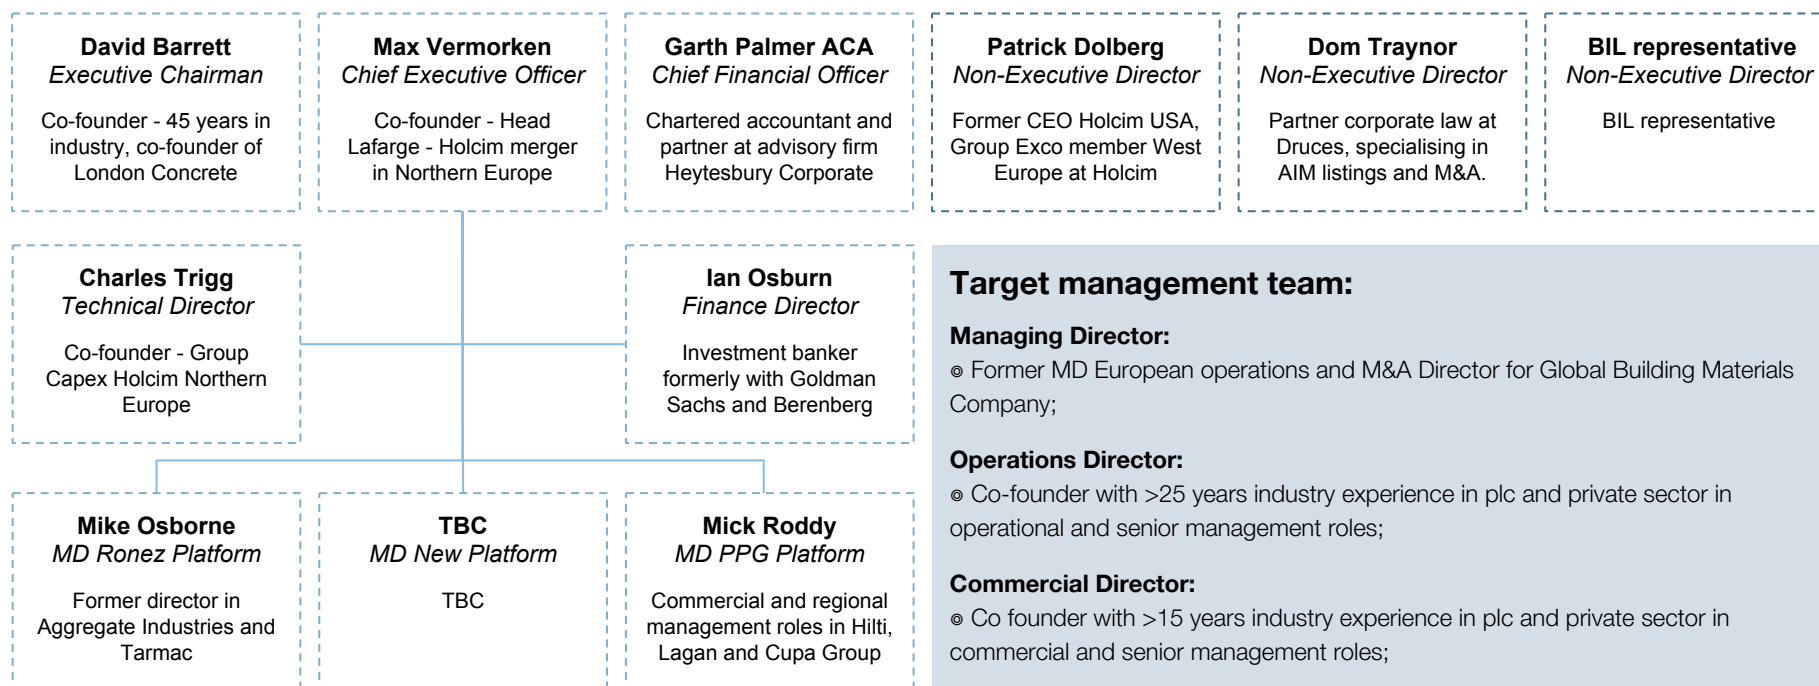 David Barrett
Executive Chairman
Co-founder - 45 years in
industry, co-founder of
London Concrete
Max Vermorken
Chief Executive Officer
Co-founder - Head
Lafarge - Holcim merger
in Northern Europe
Garth Palmer ACA
Chief Financial Officer
Chartered accountant and
partner at advisory firm
Heytesbury Corporate
Patrick Dolberg
Non-Executive Director
Former CEO Holcim USA,
Group Exco member West
Europe at Holcim
Dom Traynor
Non-Executive Director
Partner corporate law at
Druces, specialising in
AIM listings and M&A.
BIL representative
Non-Executive Director
BIL representative
Charles Trigg
Technical Director
Co-founder - Group
Capex Holcim Northern
Europe
Ian Osburn
Finance Director
Investment banker
formerly with Goldman
Sachs and Berenberg
Mike Osborne
MD Ronez Platform
Former director in
Aggregate Industries and
Tarmac
TBC
MD New Platform
TBC
Mick Roddy
MD PPG Platform
Commercial and regional
management roles in Hilti,
Lagan and Cupa Group
Target management team:
Managing Director:
⊚ Former MD European operations and M&A Director for Global Building Materials
Company;
Operations Director:
⊚ Co-founder with >25 years industry experience in plc and private sector in
operational and senior management roles;
Commercial Director:
⊚ Co founder with >15 years industry experience in plc and private sector in
commercial and senior management roles;